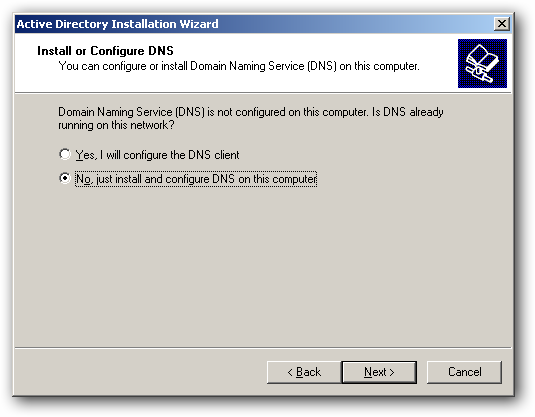 Active Directory Installation Wizard
Install or Configure DNS
You can configure or install Domain Naming Service (DNS) on this computer.
Domain Naming Service (DNS) is not configured on this computer. Is DNS already
running on this network?
Yes, I will configure the DNS client
No, just install and configure DNS on this computer
< Back
Next >
Cancel